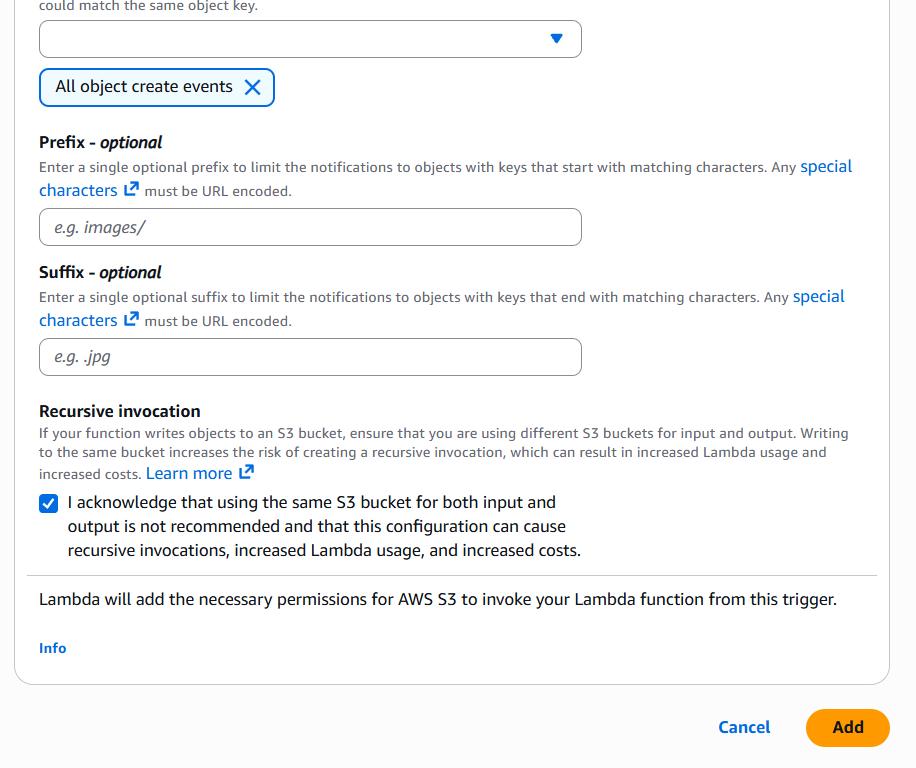 could match the same object key.
All object create events
Prefix - optional
Enter a single optional prefix to limit the notifications to objects with keys that start with matching characters. Any special
characters must be URL encoded.
e.g. images/
Suffix - optional
Enter a single optional suffix to limit the notifications to objects with keys that end with matching characters. Any special
characters must be URL encoded.
e.g. .jpg
Recursive invocation
If your function writes objects to an S3 bucket, ensure that you are using different S3 buckets for input and output. Writing
to the same bucket increases the risk of creating a recursive invocation, which can result in increased Lambda usage and
increased costs. Learn more
I acknowledge that using the same S3 bucket for both input and
output is not recommended and that this configuration can cause
recursive invocations, increased Lambda usage, and increased costs.
Lambda will add the necessary permissions for AWS S3 to invoke your Lambda function from this trigger.
Info
Cancel
Add